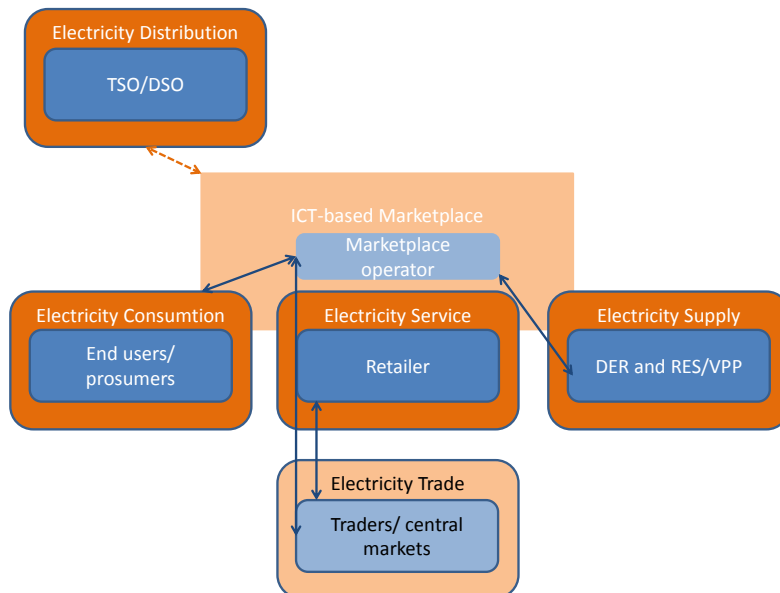 Electricity Distribution
TSO/DSO
ICT-based Marketplace
Marketplace
operator
Electricity Consumtion
End users/
prosumers
Electricity Service
Retailer
Electricity Supply
DER and RES/VPP
Electricity Trade
Traders/ central
markets